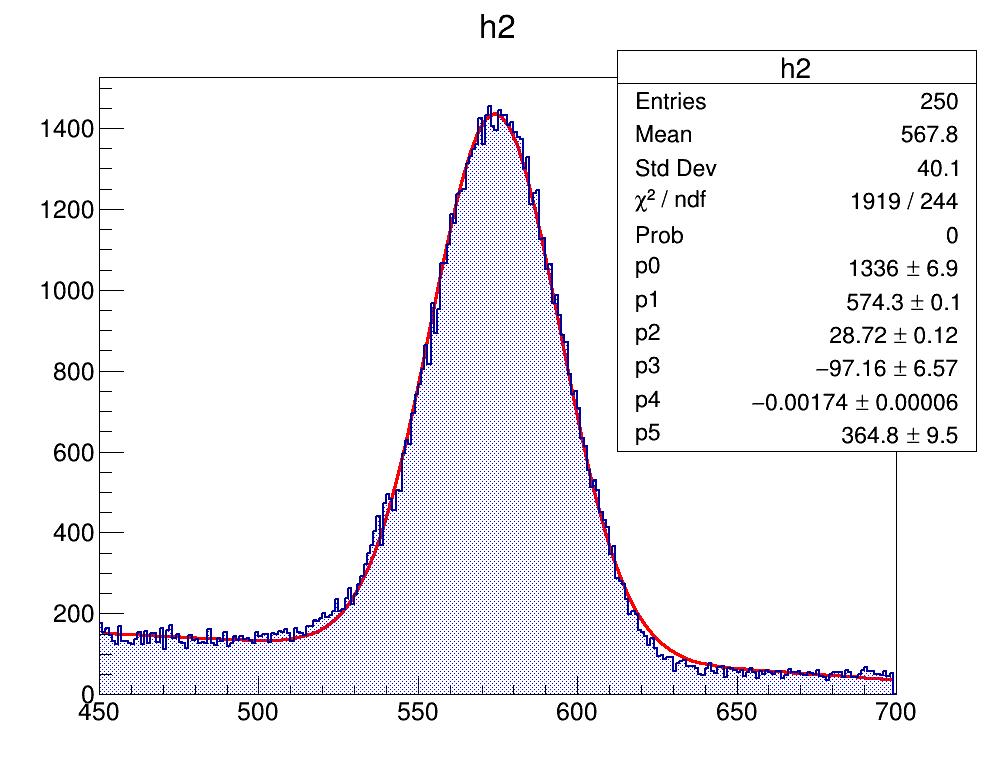 h2
h2
Entries 250
Mean 567.8
Std Dev 40.1
χ² / ndf 1919 / 244
Prob 0
p0 1336 ± 6.9
p1 574.3 ± 0.1
p2 28.72 ± 0.12
p3 −97.16 ± 6.57
p4 −0.00174 ± 0.00006
p5 364.8 ± 9.5
1400
1200
1000
800
600
400
200
0
450 500 550 600 650 700